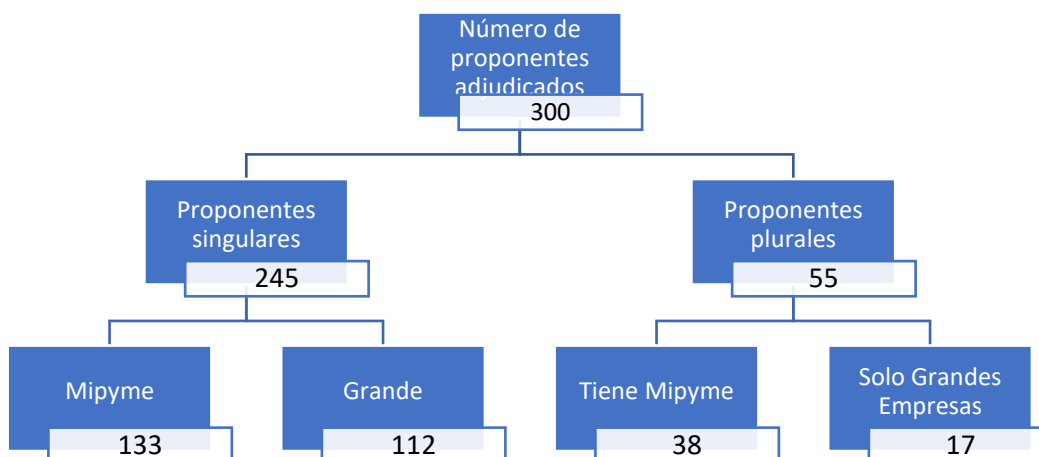 Número de
proponentes
adjudicados
300
Proponentes
singulares
245
Proponentes
plurales
55
Mipyme
133
Grande
112
Tiene Mipyme
38
Solo Grandes
Empresas
17